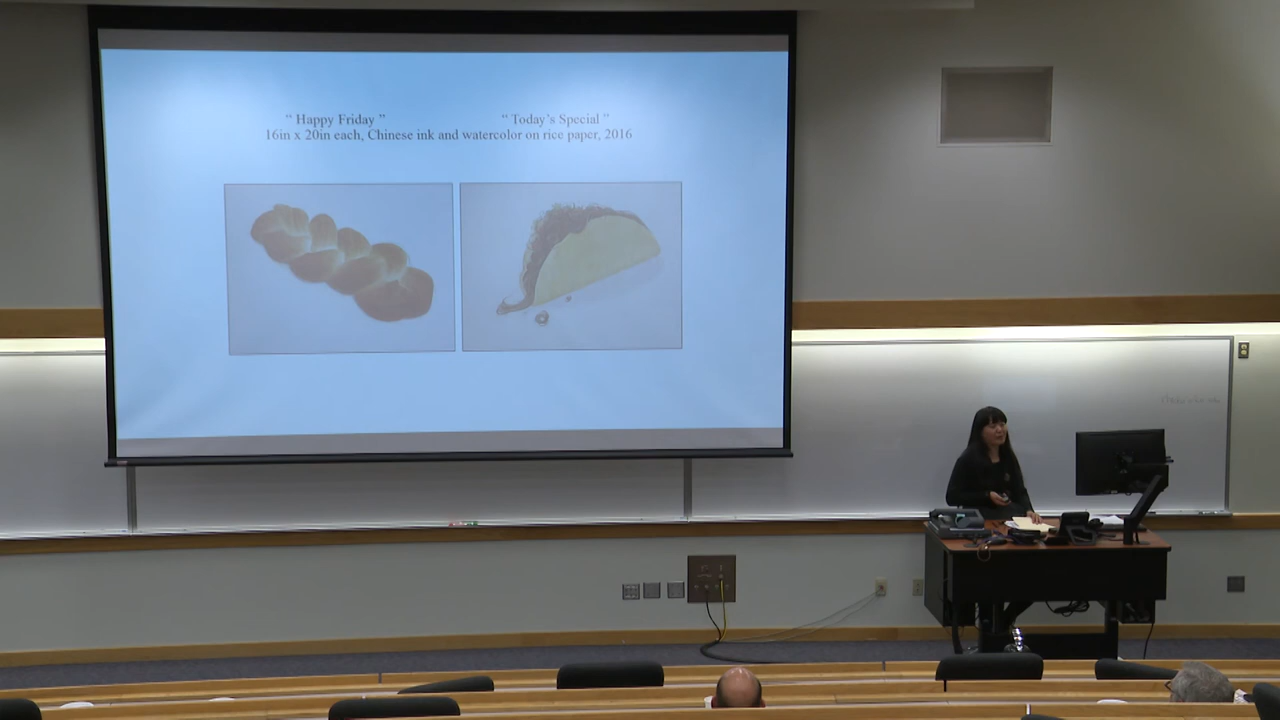 “ Happy Friday ” “ Today’s Special ”
16in x 20in each, Chinese ink and watercolor on rice paper, 2016